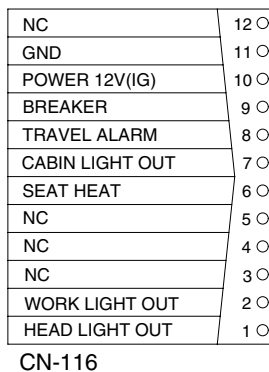 NC 12
GND 11
POWER 12V(IG) 10
BREAKER 9
TRAVEL ALARM 8
CABIN LIGHT OUT 7
SEAT HEAT 6
NC 5
NC 4
NC 3
WORK LIGHT OUT 2
HEAD LIGHT OUT 1
CN-116